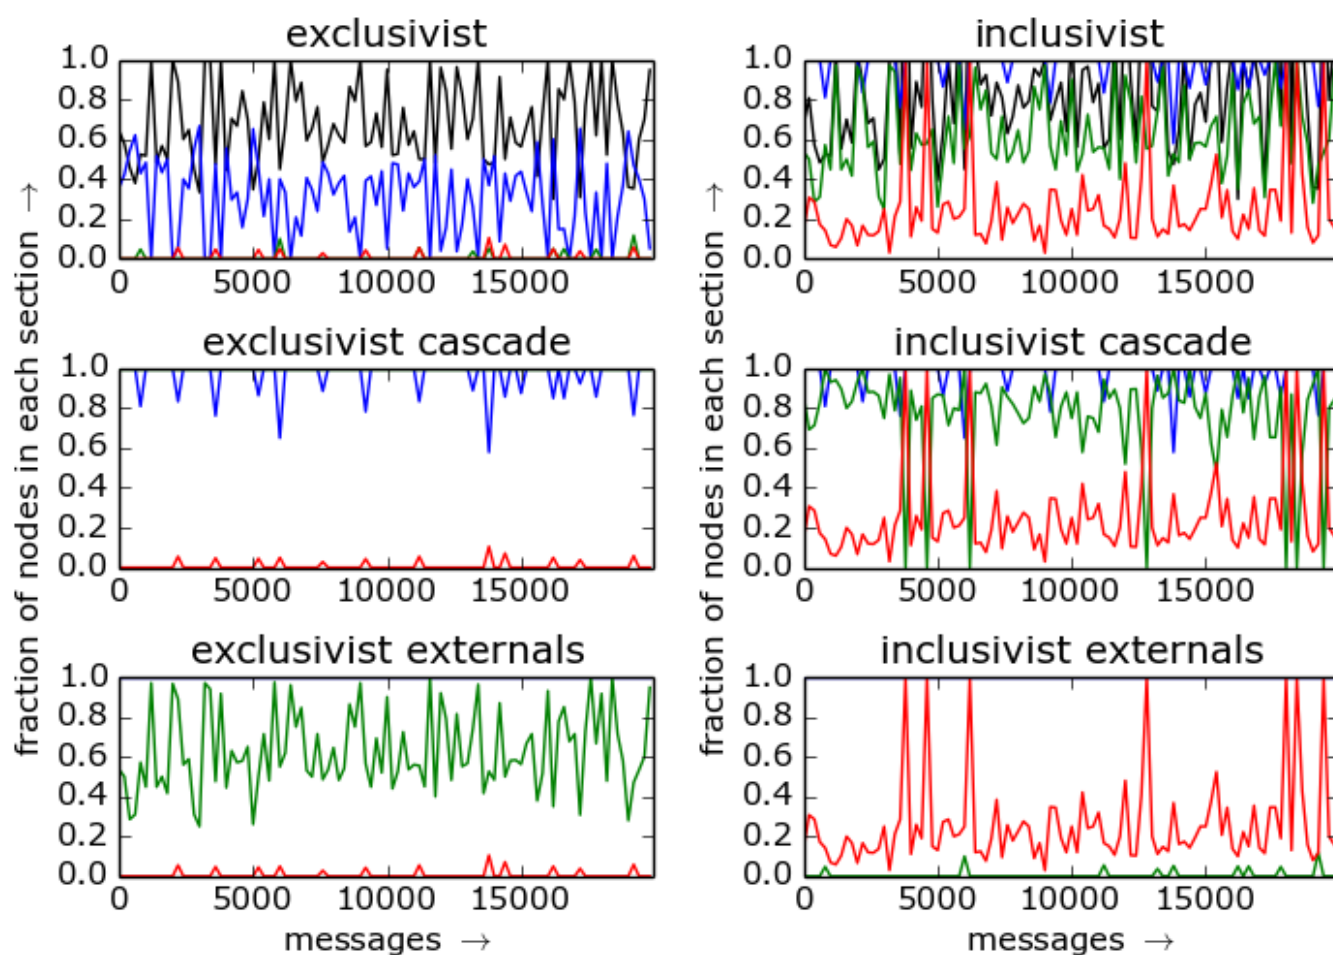 exclusivist
1.0
0.8
0.6
0.4
0.2
0.0
0 5000 10000 15000
inclusivist
1.0
0.8
0.6
0.4
0.2
0.0
0 5000 10000 15000
exclusivist cascade
1.0
0.8
0.6
0.4
0.2
0.0
0 5000 10000 15000
inclusivist cascade
1.0
0.8
0.6
0.4
0.2
0.0
0 5000 10000 15000
exclusivist externals
1.0
0.8
0.6
0.4
0.2
0.0
0 5000 10000 15000
inclusivist externals
1.0
0.8
0.6
0.4
0.2
0.0
0 5000 10000 15000
fraction of nodes in each section →
fraction of nodes in each section →
messages →
messages →